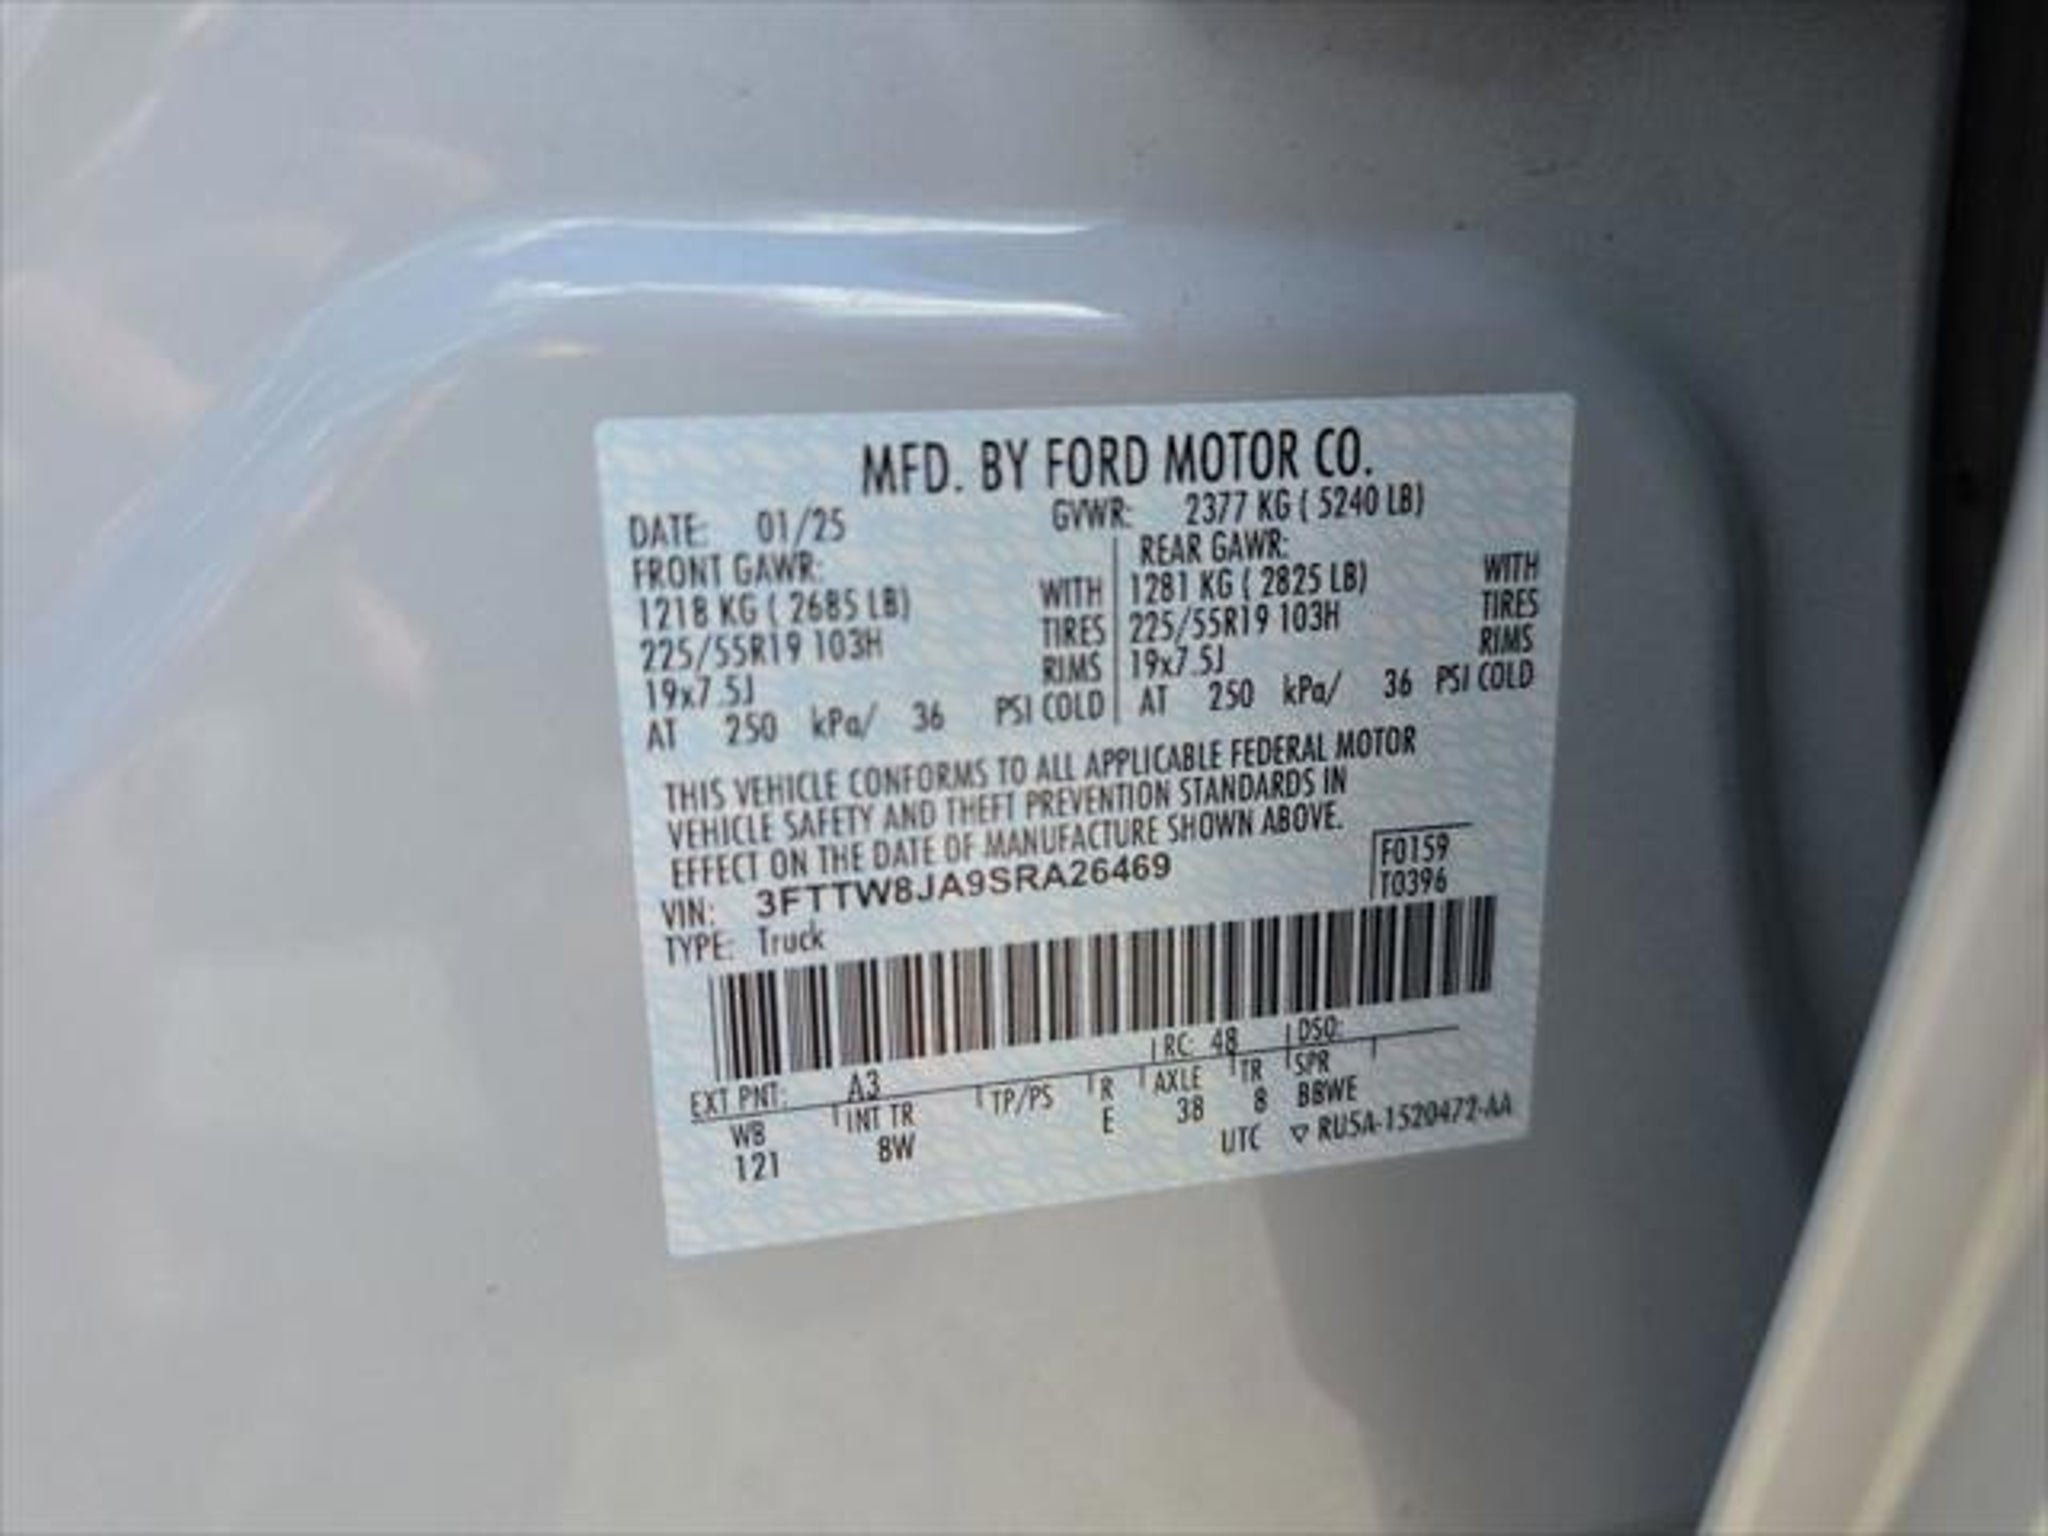 MFD. BY FORD MOTOR CO.
DATE: 01/25 GVWR: 2377 KG ( 5240 LB)
FRONT GAWR: REAR GAWR:
1218 KG ( 2685 LB) WITH 1281 KG ( 2825 LB) WITH
225/55R19 103H TIRES 225/55R19 103H TIRES
19x7.5J RIMS 19x7.5J RIMS
AT 250 kPa/ 36 PSI COLD AT 250 kPa/ 36 PSI COLD
THIS VEHICLE CONFORMS TO ALL APPLICABLE FEDERAL MOTOR
VEHICLE SAFETY AND THEFT PREVENTION STANDARDS IN
EFFECT ON THE DATE OF MANUFACTURE SHOWN ABOVE.
VIN: 3FTTW8JA9SRA26469 F0159
TYPE: Truck T0396
EXT PNT: A3 RC: 48 DSO:
WB INT TR TP/PS R AXLE TR SPR
121 8W E 38 8 BBWE
UTC ▽ RU5A-1520472-AA